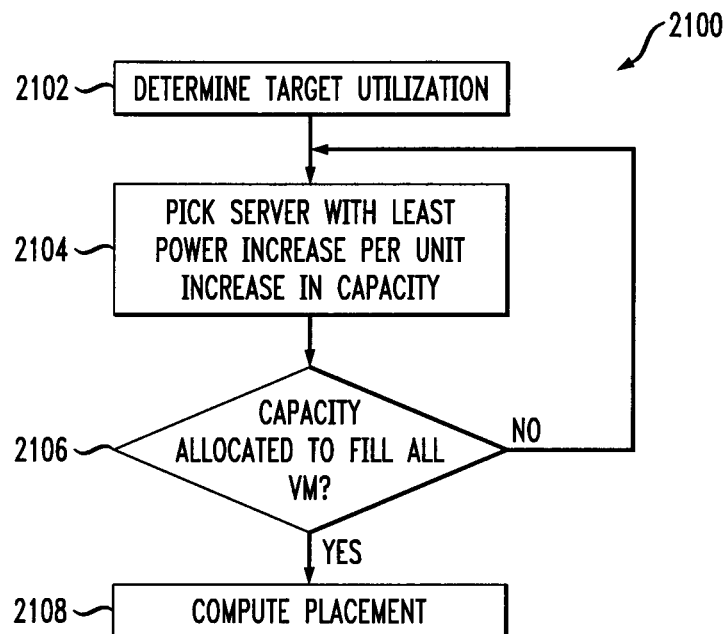 2100
2102
DETERMINE TARGET UTILIZATION
2104
PICK SERVER WITH LEAST
POWER INCREASE PER UNIT
INCREASE IN CAPACITY
2106
CAPACITY
ALLOCATED TO FILL ALL
VM?
NO
YES
2108
COMPUTE PLACEMENT